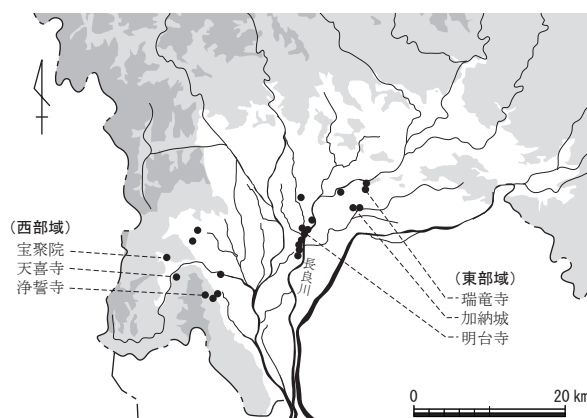 (西部域)
宝聚院
天喜寺
浄誓寺
長良川
(東部域)
瑞竜寺
加納城
明台寺
0 20 km